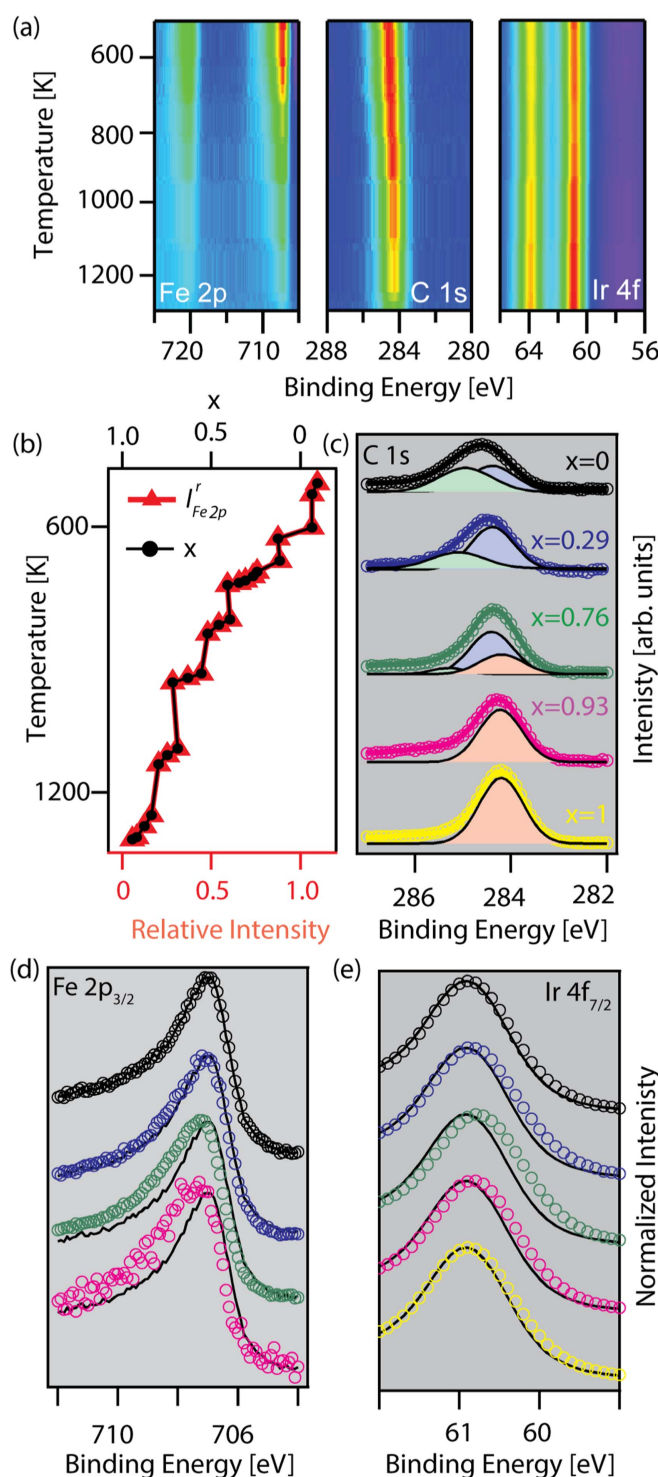 (a)
Temperature [K]
600
800
1000
1200
Fe 2p
C 1s
Ir 4f
720
710
288
284
280
64
60
56
Binding Energy [eV]
(b)
x
1.0
0.5
0
I^r_{Fe 2p}
x
Temperature [K]
600
1200
0
0.5
1.0
Relative Intensity
(c)
C 1s
x=0
x=0.29
x=0.76
x=0.93
x=1
Intenisty [arb. units]
286
284
282
Binding Energy [eV]
(d)
Fe 2p3/2
710
706
Binding Energy [eV]
(e)
Ir 4f7/2
Normalized Intenisty
61
60
Binding Energy [eV]